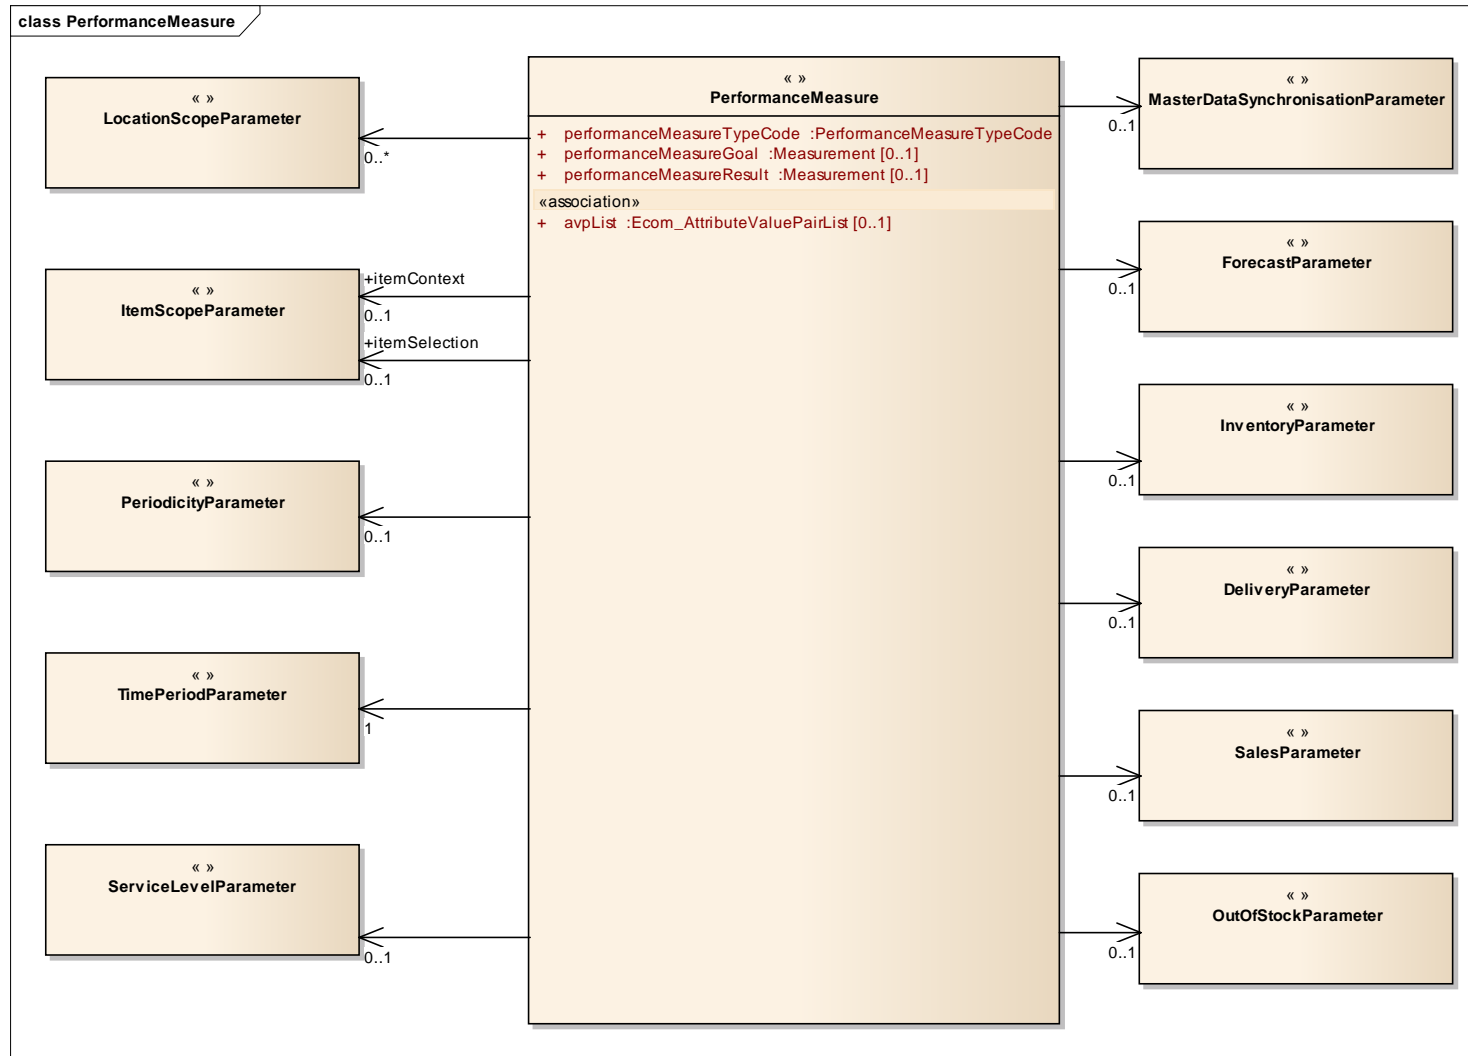 class PerformanceMeasure
« »
LocationScopeParameter
0..*
« »
ItemScopeParameter
+itemContext
0..1
+itemSelection
0..1
« »
PeriodicityParameter
0..1
« »
TimePeriodParameter
1
« »
ServiceLevelParameter
0..1
« »
PerformanceMeasure
+ performanceMeasureTypeCode :PerformanceMeasureTypeCode
+ performanceMeasureGoal :Measurement [0..1]
+ performanceMeasureResult :Measurement [0..1]
«association»
+ avpList :Ecom_AttributeValuePairList [0..1]
« »
MasterDataSynchronisationParameter
0..1
« »
ForecastParameter
0..1
« »
InventoryParameter
0..1
« »
DeliveryParameter
0..1
« »
SalesParameter
0..1
« »
OutOfStockParameter
0..1